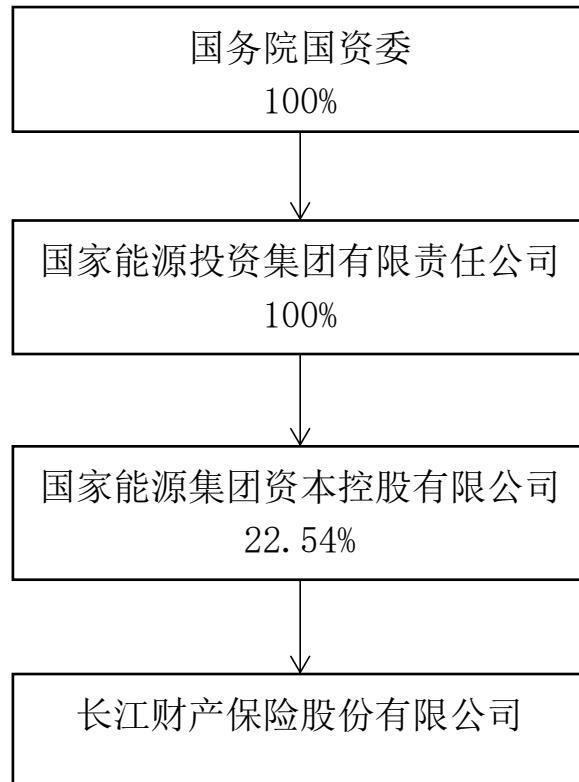 国务院国资委
100%
国家能源投资集团有限责任公司
100%
国家能源集团资本控股有限公司
22.54%
长江财产保险股份有限公司